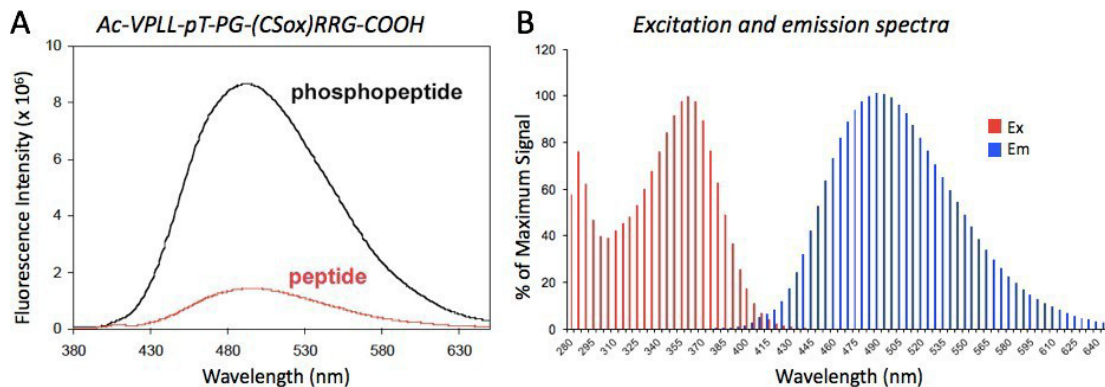 A
Ac-VPLL-pT-PG-(CSox)RRG-COOH
Fluorescence Intensity (x 10⁶)
10
8
6
4
2
0
phosphopeptide
peptide
380 430 480 530 580 630
Wavelength (nm)
B
Excitation and emission spectra
% of Maximum Signal
120
100
80
60
40
20
0
Ex
Em
280 295 310 325 340 355 370 385 400 415 430 445 460 475 490 505 520 535 550 565 580 595 610 625 640
Wavelength (nm)